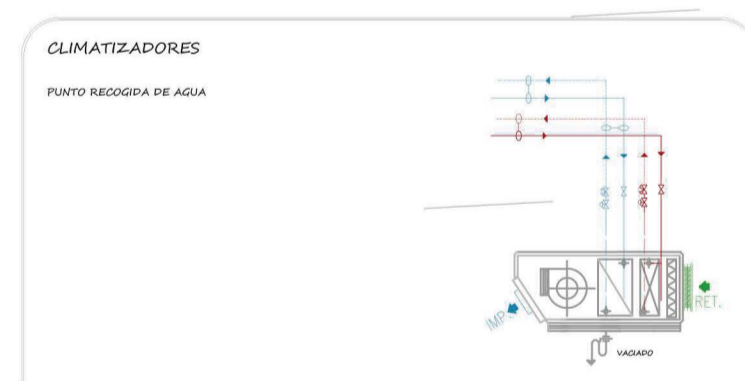 CLIMATIZADORES
PUNTO RECOGIDA DE AGUA
RET.
IMP.
VACIADO